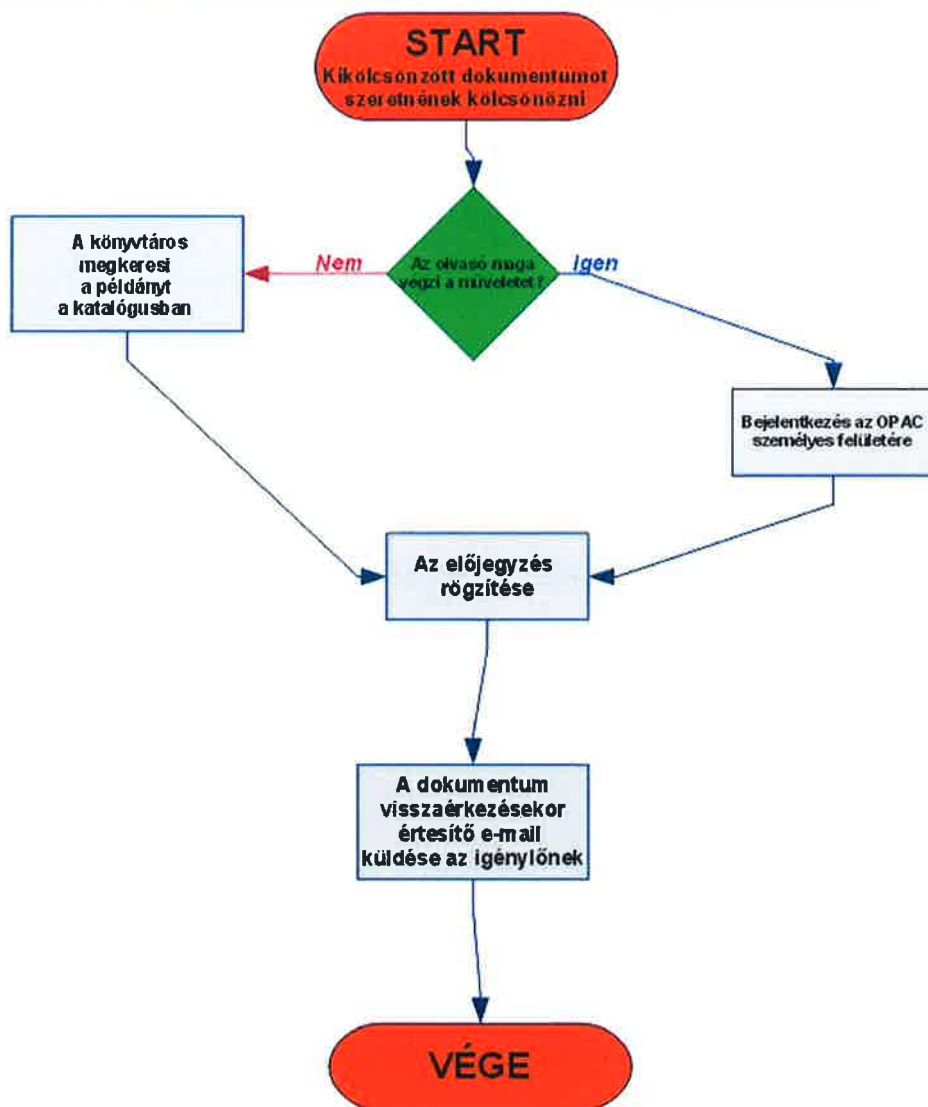 START
Kikölcsönzött dokumentumot
szeretnének kölcsönözni
A könyvtáros
megkeresi
a példányt
a katalógusban
Nem
Az olvasó maga
végzi a műveletet?
Igen
Bejelentkezés az OPAC
személyes felületére
Az előjegyzés
rögzítése
A dokumentum
visszaérkezésekor
értesítő e-mail
küldése az igénylőnek
VÉGE